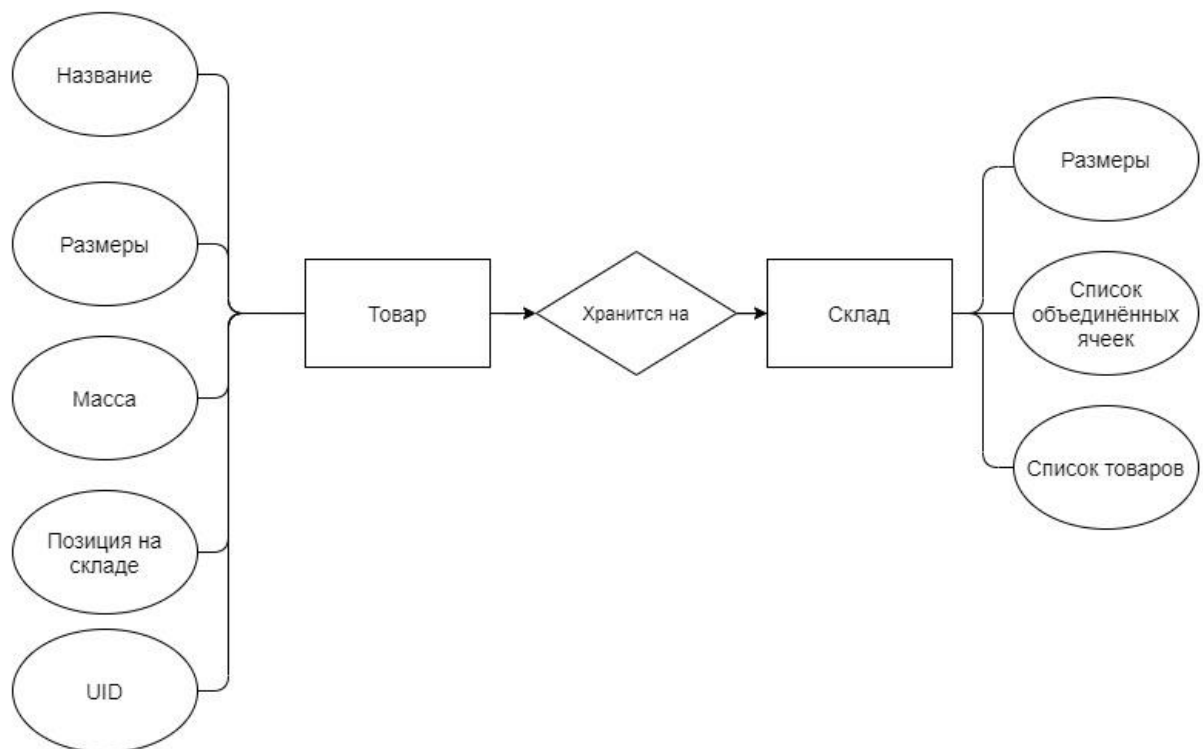 Название
Размеры
Масса
Позиция на
складе
UID
Товар
Хранится на
Склад
Размеры
Список
объединённых
ячеек
Список товаров